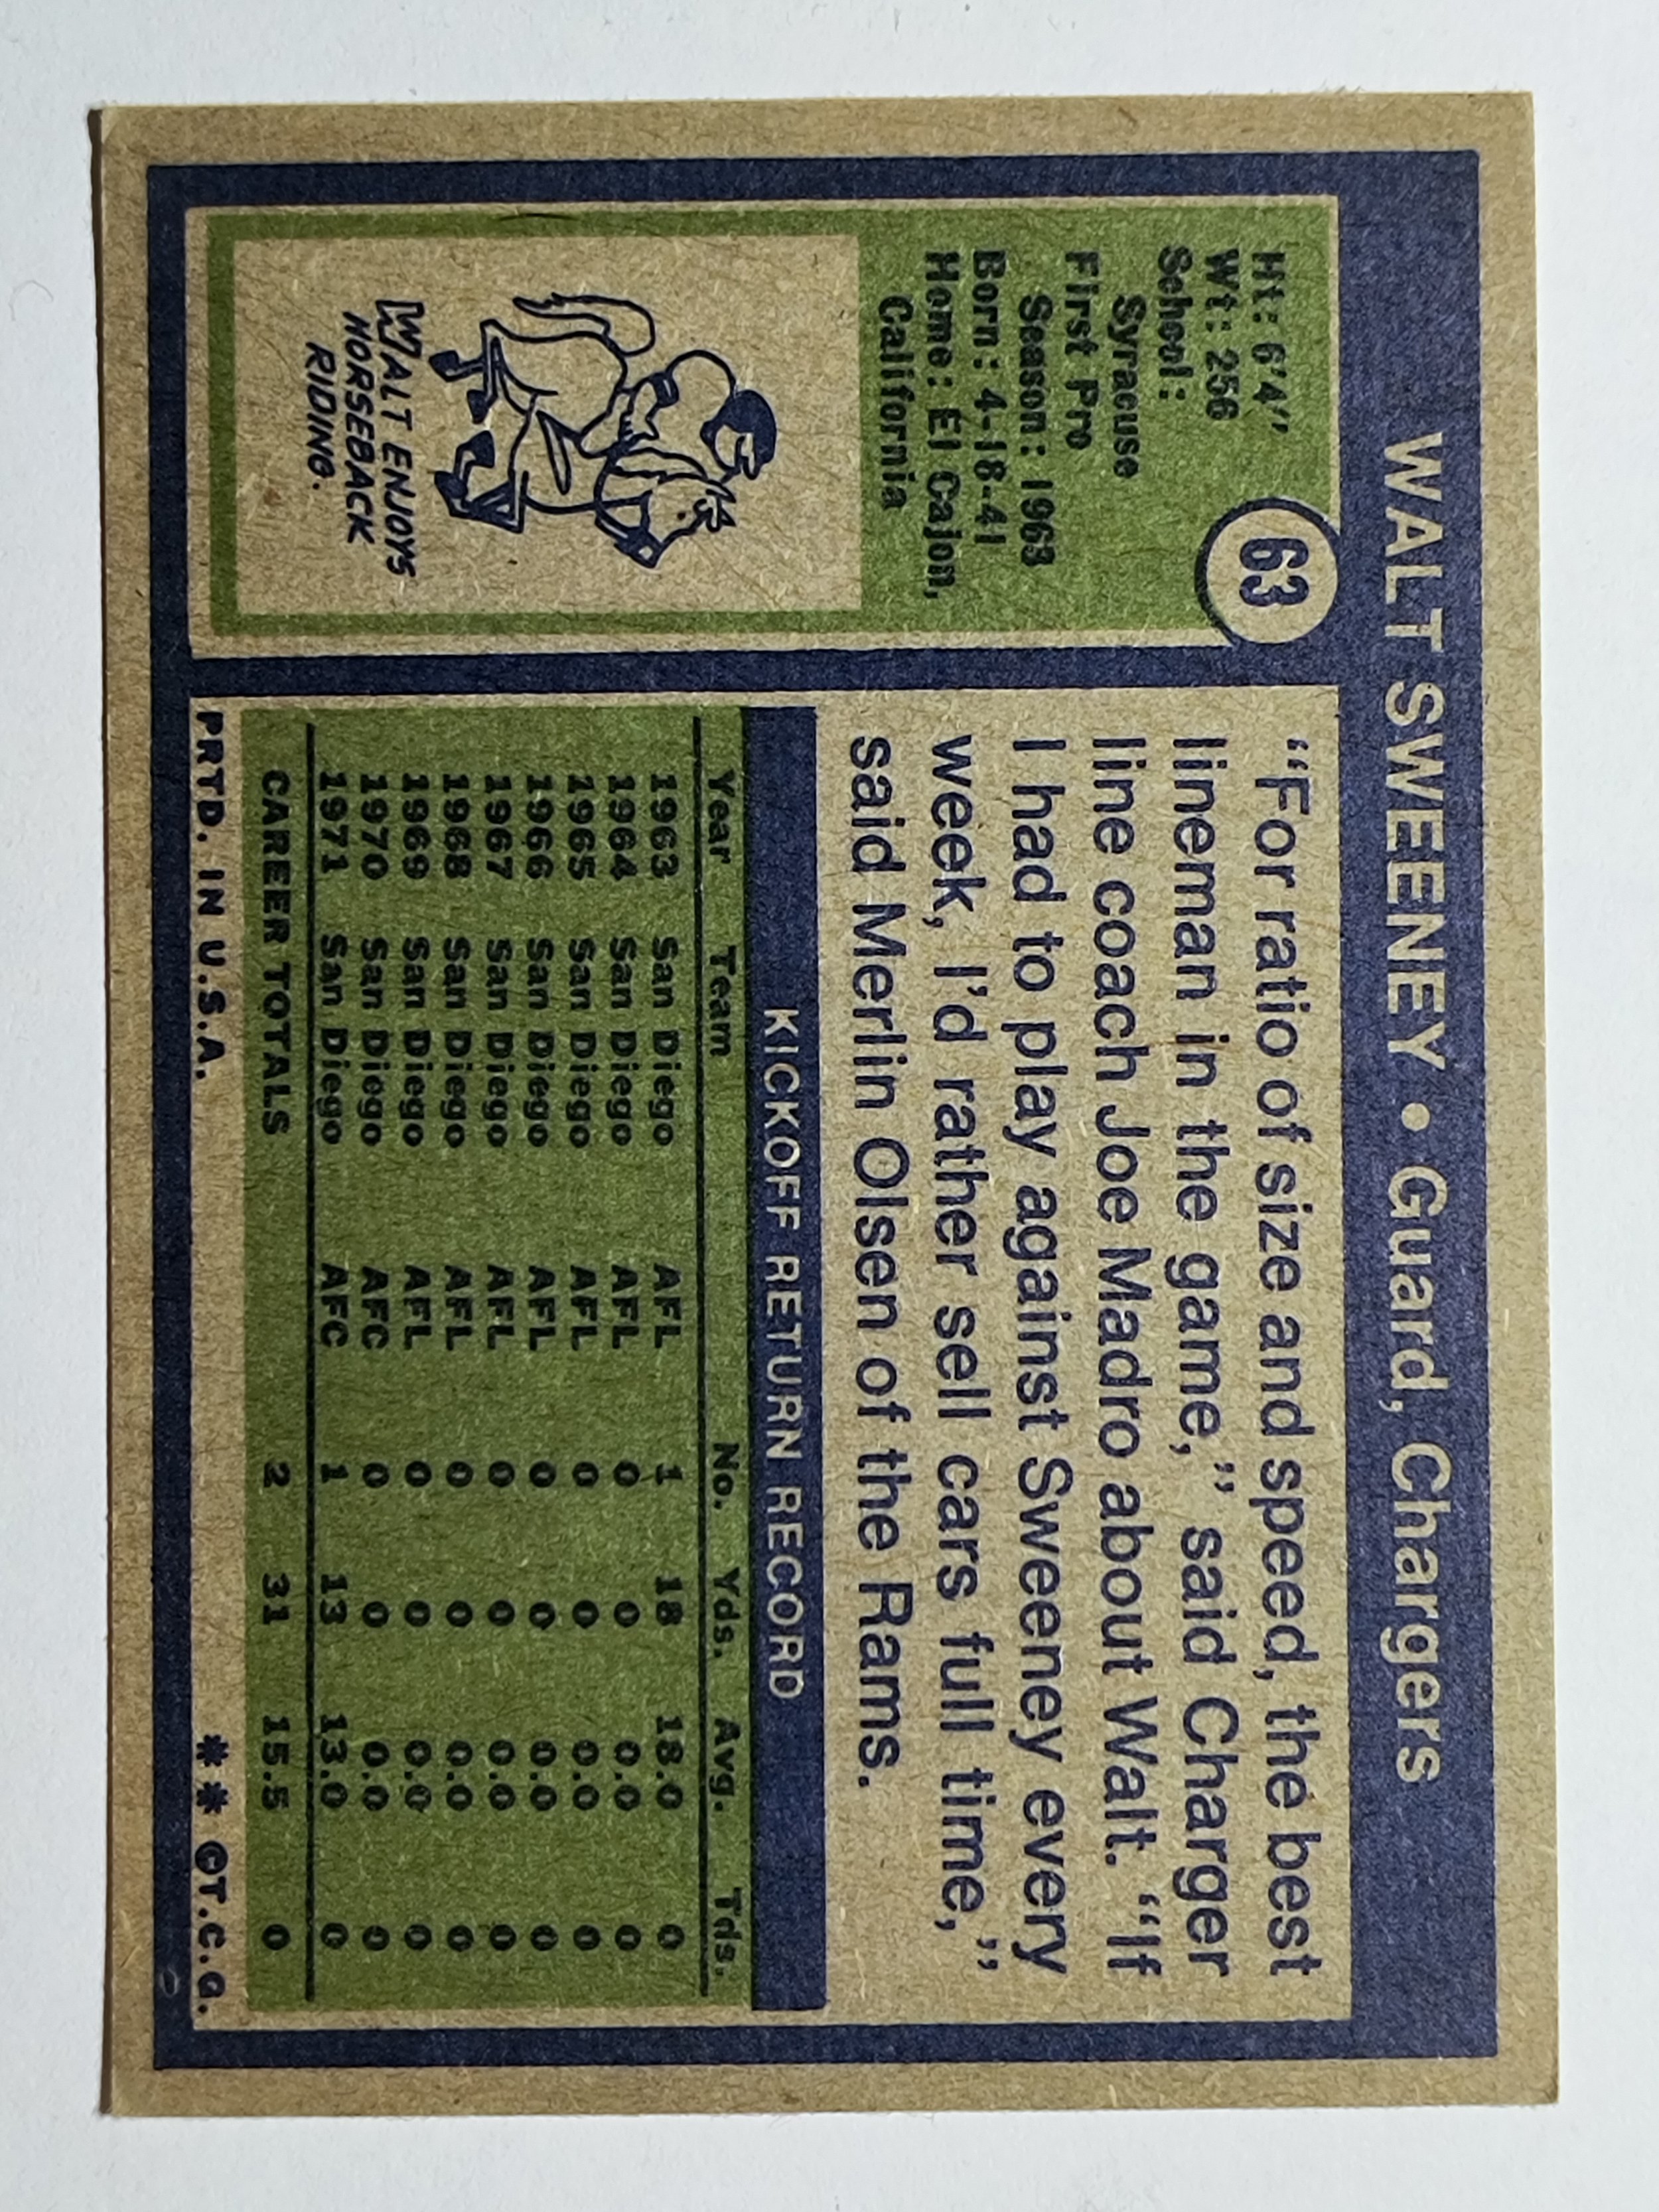 WALT SWEENEY • Guard, Chargers
63
Ht: 6'4"
Wt: 256
School:
Syracuse
First Pro
Season: 1963
Born: 4-18-41
Home: El Cajon,
California
WALT ENJOYS
HORSEBACK
RIDING.
“For ratio of size and speed, the best
lineman in the game,” said Charger
line coach Joe Madro about Walt. “If
I had to play against Sweeney every
week, I’d rather sell cars full time,”
said Merlin Olsen of the Rams.
KICKOFF RETURN RECORD
Year Team No. Yds. Avg. Tds.
1963 San Diego AFL 1 18 18.0 0
1964 San Diego AFL 0 0 0.0 0
1965 San Diego AFL 0 0 0.0 0
1966 San Diego AFL 0 0 0.0 0
1967 San Diego AFL 0 0 0.0 0
1968 San Diego AFL 0 0 0.0 0
1969 San Diego AFL 0 0 0.0 0
1970 San Diego AFC 0 0 0.0 0
1971 San Diego AFC 1 13 13.0 0
CAREER TOTALS 2 31 15.5 0
PRTD. IN U.S.A. ** ©T.C.G.